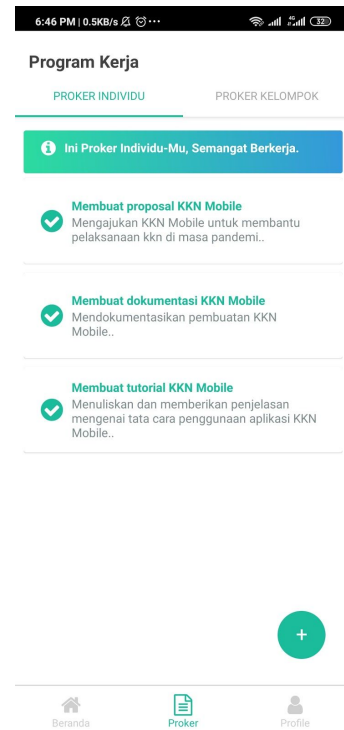 6:46 PM | 0.5KB/s
4G
32
Program Kerja
PROKER INDIVIDU
PROKER KELOMPOK
Ini Proker Individu-Mu, Semangat Berkerja.
Membuat proposal KKN Mobile
Mengajukan KKN Mobile untuk membantu
pelaksanaan kkn di masa pandemi..
Membuat dokumentasi KKN Mobile
Mendokumentasikan pembuatan KKN
Mobile..
Membuat tutorial KKN Mobile
Menuliskan dan memberikan penjelasan
mengenai tata cara penggunaan aplikasi KKN
Mobile..
+
Beranda
Proker
Profile